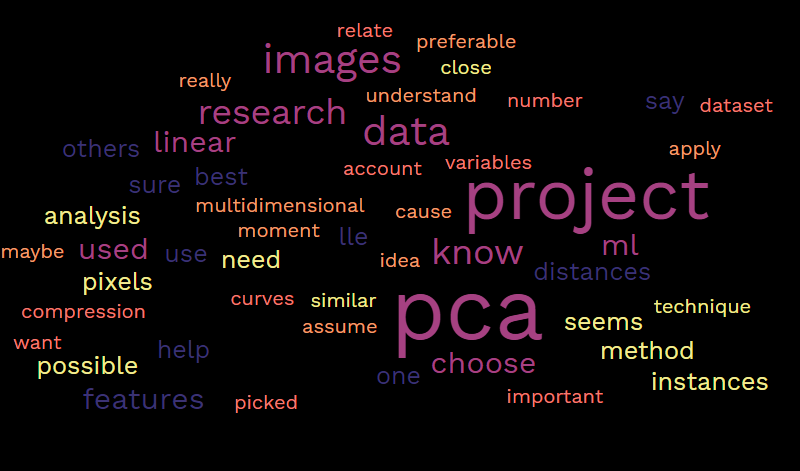 relate
preferable
images
close
really
understand
number
say
dataset
research
data
others
linear
apply
account
variables
sure
best
project
analysis
multidimensional
cause
moment
lle
maybe
used
use
need
idea
know
ml
distances
pixels
pca
curves
similar
technique
compression
assume
seems
want
help
method
possible
one
choose
instances
features
picked
important